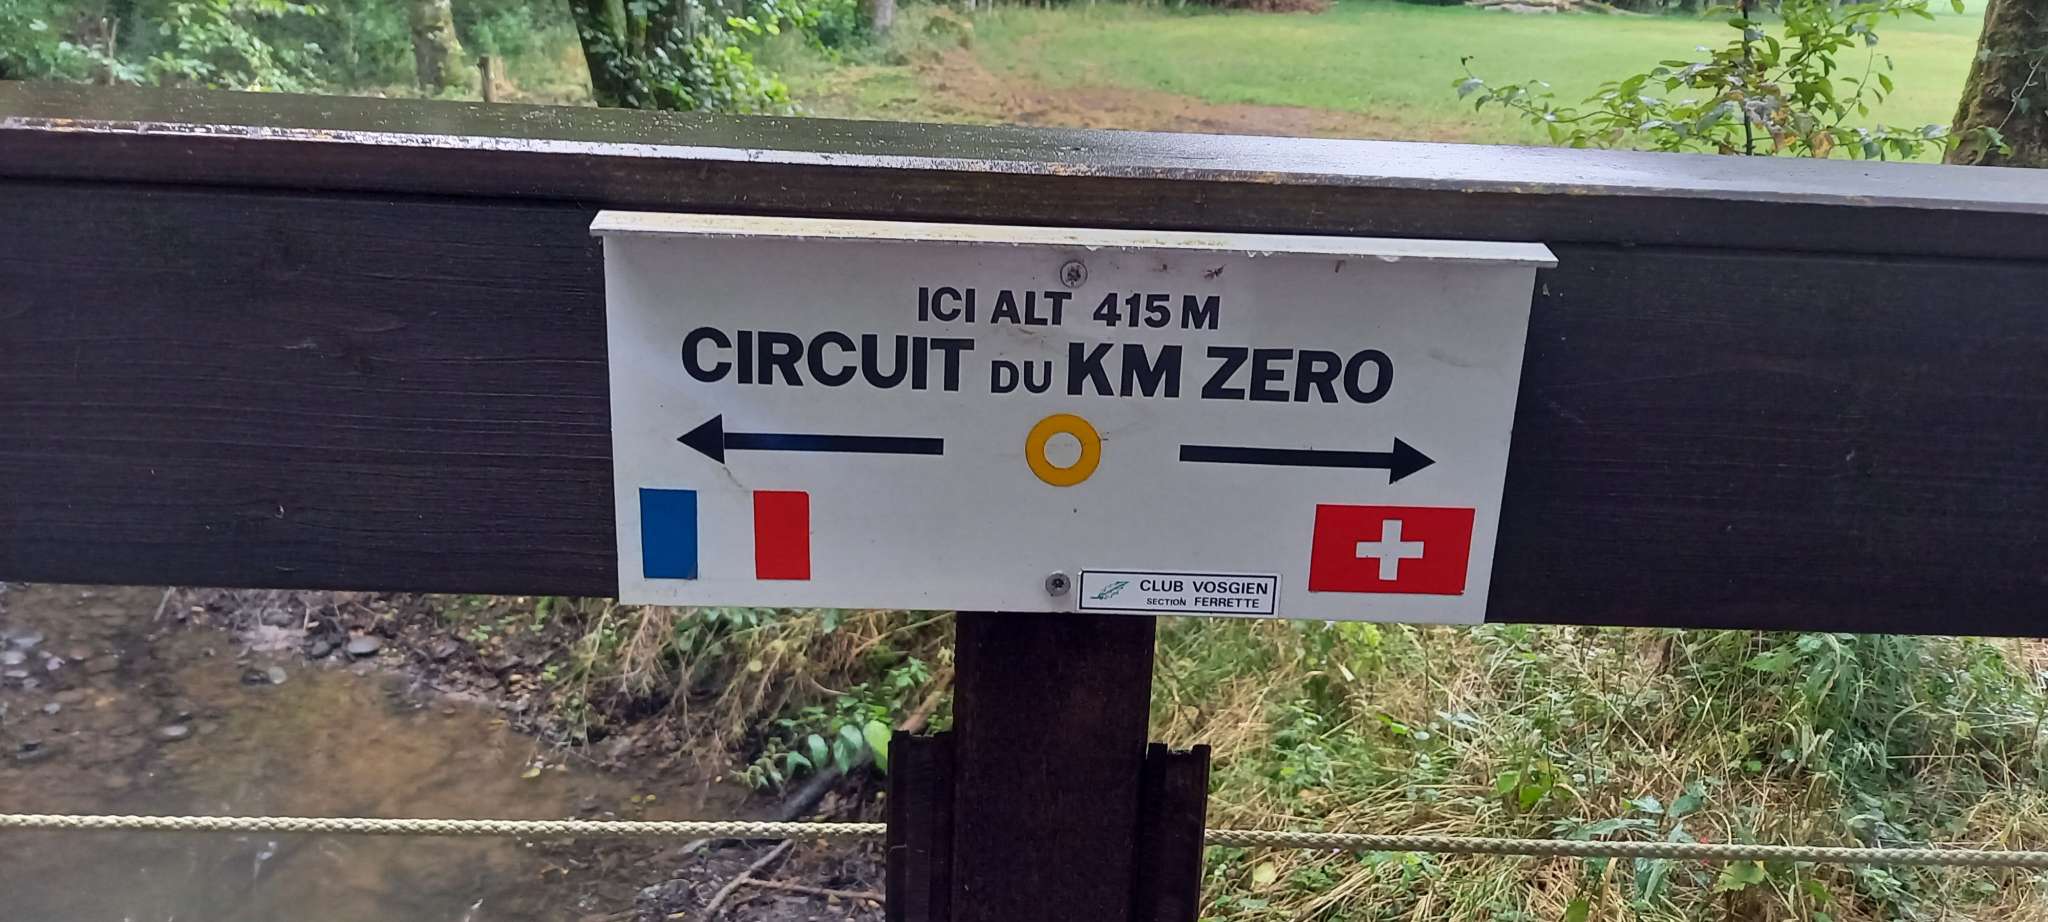 ICI ALT 415 M
CIRCUIT DU KM ZERO
CLUB VOSGIEN
SECTION FERRETTE